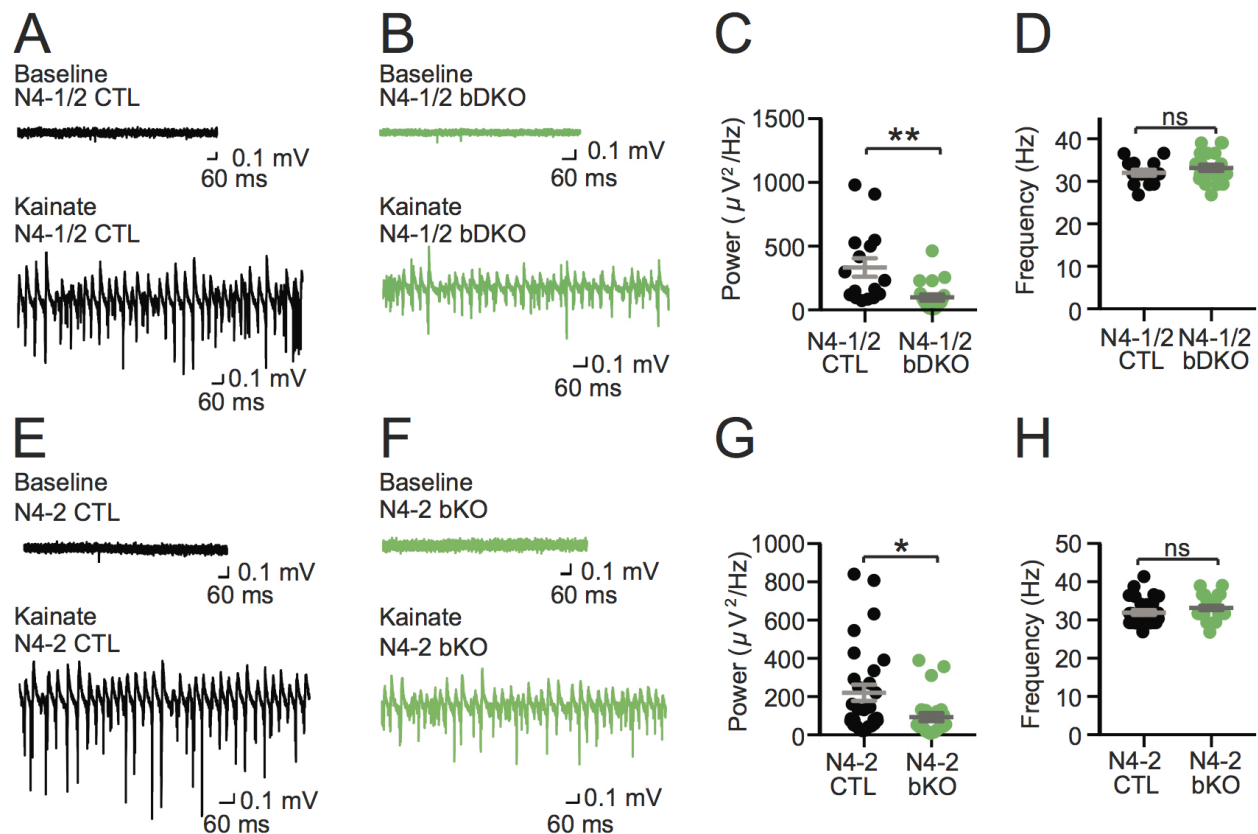 A
Baseline
N4-1/2 CTL
0.1 mV
60 ms
Kainate
N4-1/2 CTL
0.1 mV
60 ms
B
Baseline
N4-1/2 bDKO
0.1 mV
60 ms
Kainate
N4-1/2 bDKO
0.1 mV
60 ms
C
Power (μV²/Hz)
1500
1000
500
0
**
N4-1/2 N4-1/2
CTL bDKO
D
Frequency (Hz)
40
30
20
10
0
ns
N4-1/2 N4-1/2
CTL bDKO
E
Baseline
N4-2 CTL
0.1 mV
60 ms
Kainate
N4-2 CTL
0.1 mV
60 ms
F
Baseline
N4-2 bKO
0.1 mV
60 ms
Kainate
N4-2 bKO
0.1 mV
60 ms
G
Power (μV²/Hz)
1000
800
600
400
200
0
*
N4-2 N4-2
CTL bKO
H
Frequency (Hz)
50
40
30
20
10
0
ns
N4-2 N4-2
CTL bKO